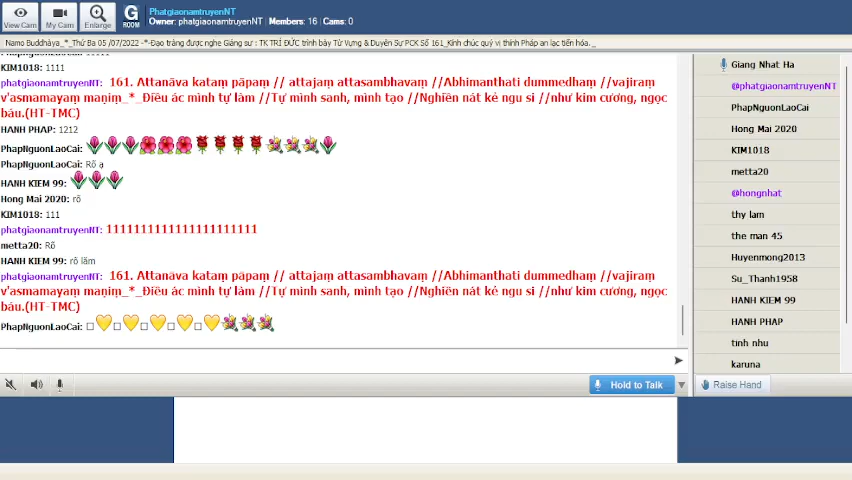 PhatgiaonamtruyenNT
Owner: phatgiaonamtruyenNT | Members: 16 | Cams: 0
View Cam
My Cam
Enlarge
G
ROOM
Namo Buddhàya_*_Thứ Ba 05 /07/2022 -*-Đạo tràng được nghe Giảng sư : TK TRÍ ĐỨC trình bày Từ Vựng & Duyên Sự PCK Số 161_Kính chúc quý vị thính Pháp an lạc tiến hóa. _
KIM1018: 1111
phatgiaonamtruyenNT: 161. Attanāva kataṃ pāpaṃ // attajaṃ attasambhavaṃ //Abhimanthati dummedhaṃ //vajiraṃ
v'asmamayaṃ maṇiṃ_*_Điều ác mình tự làm //Tự mình sanh, mình tạo //Nghiền nát kẻ ngu si //như kim cương, ngọc
báu.(HT-TMC)
HANH PHAP: 1212
PhapNguonLaoCai:
PhapNguonLaoCai: Rõ ạ
HANH KIEM 99:
Hong Mai 2020: rõ
KIM1018: 111
phatgiaonamtruyenNT: 1111111111111111111111
metta20: Rõ
HANH KIEM 99: rõ lắm
phatgiaonamtruyenNT: 161. Attanāva kataṃ pāpaṃ // attajaṃ attasambhavaṃ //Abhimanthati dummedhaṃ //vajiraṃ
v'asmamayaṃ maṇiṃ_*_Điều ác mình tự làm //Tự mình sanh, mình tạo //Nghiền nát kẻ ngu si //như kim cương, ngọc
báu.(HT-TMC)
PhapNguonLaoCai:
Hold to Talk
Giang Nhat Ha
@phatgiaonamtruyenNT
PhapNguonLaoCai
Hong Mai 2020
KIM1018
metta20
@hongnhat
thy lam
the man 45
Huyenmong2013
Su_Thanh1958
HANH KIEM 99
HANH PHAP
tinh nhu
karuna
Raise Hand